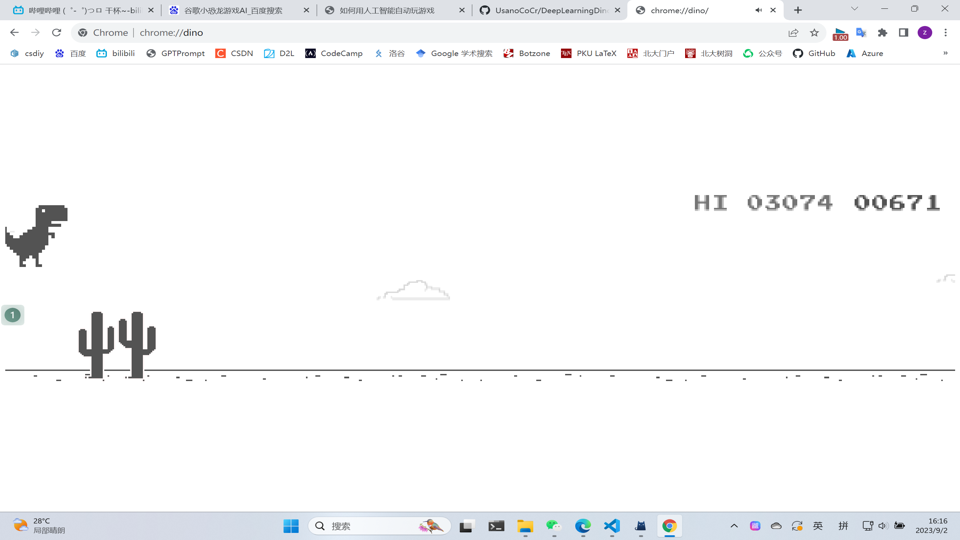 哔哩哔哩 (゜-゜)つロ 干杯~-bili
谷歌小恐龙游戏AI_百度搜索
如何用人工智能自动玩游戏
UsanoCoCr/DeepLearningDin
chrome://dino/
Chrome | chrome://dino
1.00
z
csdiy
百度
bilibili
GPTPrompt
CSDN
D2L
CodeCamp
洛谷
Google 学术搜索
Botzone
PKU LaTeX
北大门户
北大树洞
公众号
GitHub
Azure
»
HI 03074 00671
1
28°C
局部晴朗
搜索
英
拼
16:16
2023/9/2